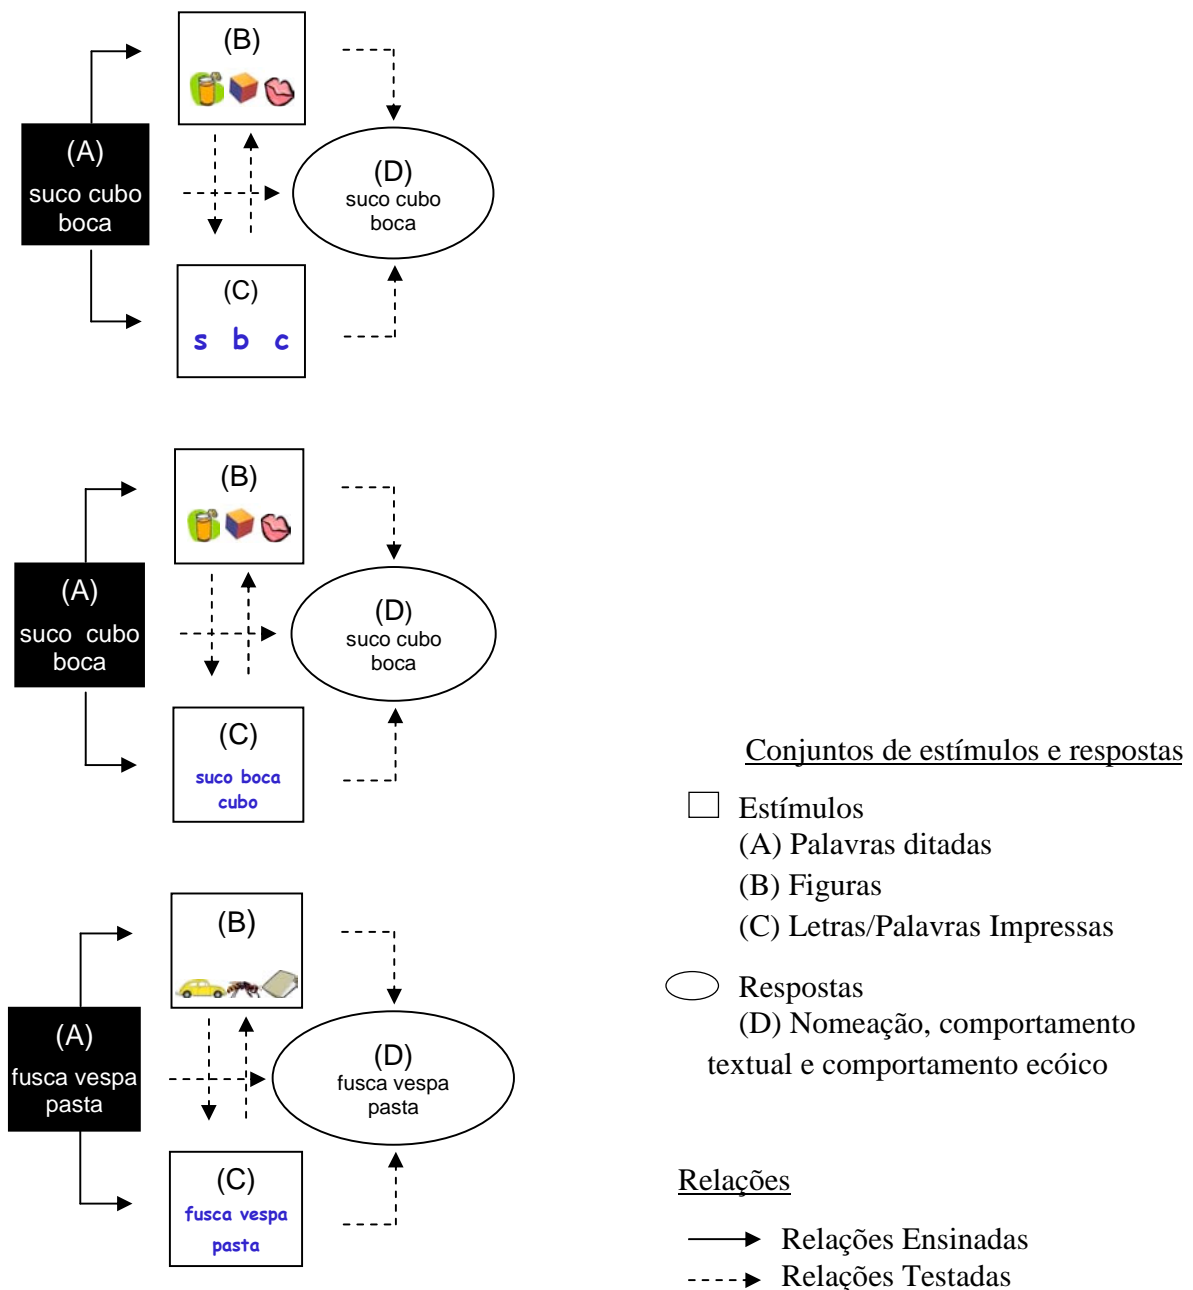 (B)
(A)
suco cubo
boca
(D)
suco cubo
boca
(C)
s b c
(B)
(A)
suco cubo
boca
(D)
suco cubo
boca
(C)
suco boca
cubo
(B)
(A)
fusca vespa
pasta
(D)
fusca vespa
pasta
(C)
fusca vespa
pasta
Conjuntos de estímulos e respostas
Estímulos
(A) Palavras ditadas
(B) Figuras
(C) Letras/Palavras Impressas
Respostas
(D) Nomeação, comportamento
textual e comportamento ecóico
Relações
Relações Ensinadas
Relações Testadas